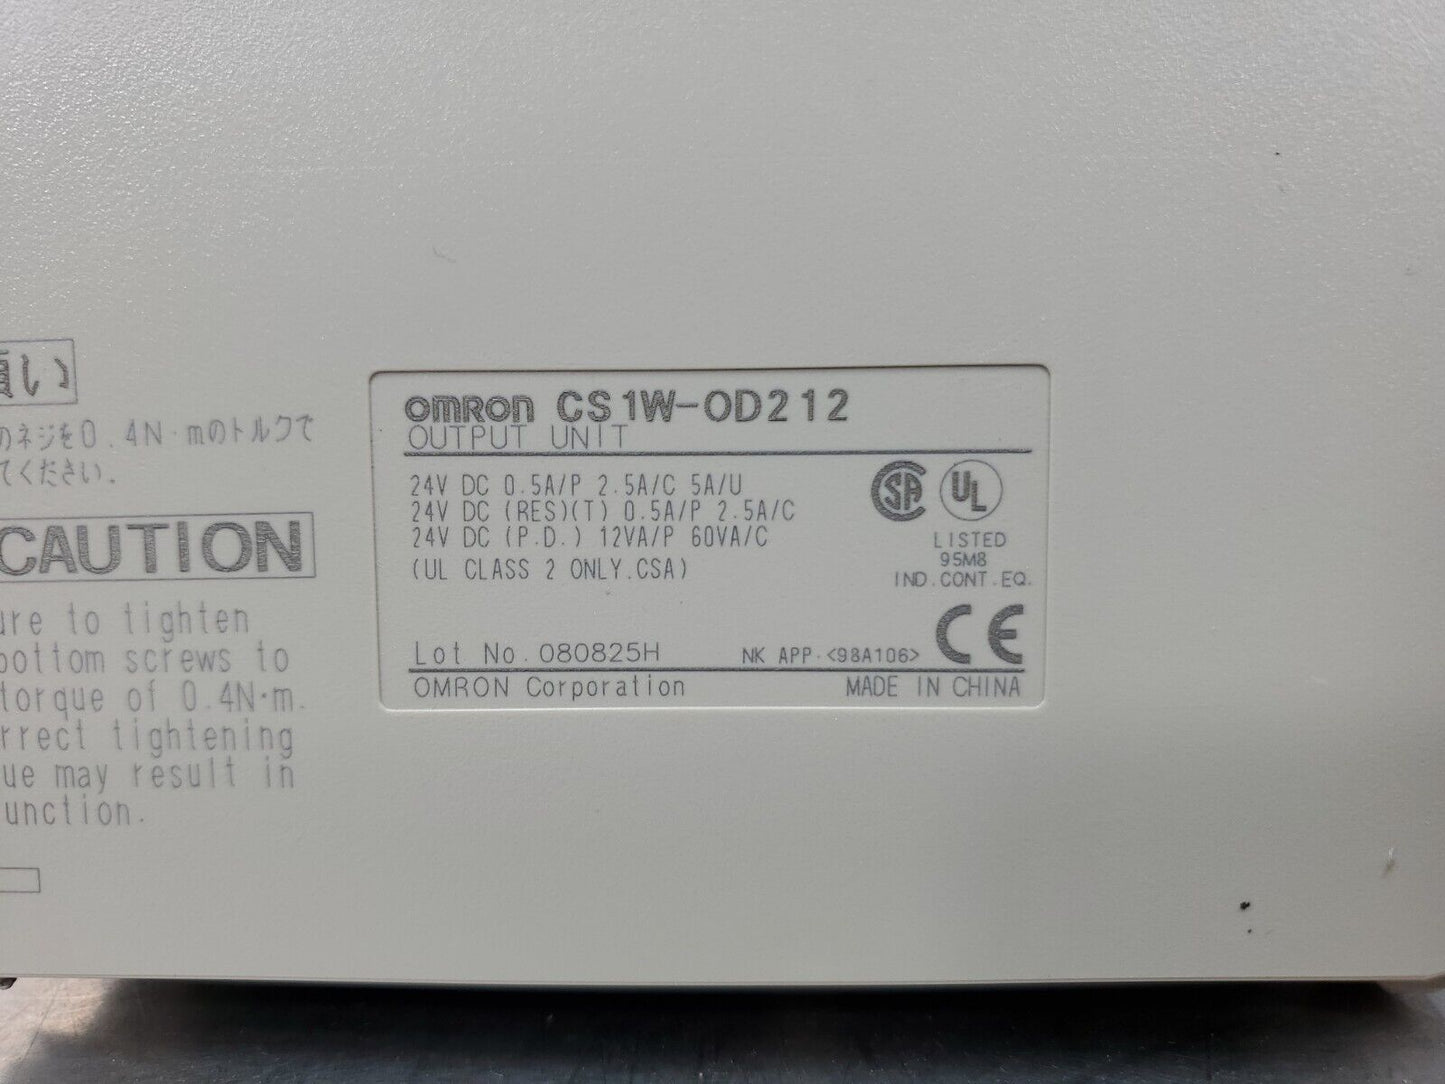 願い
のネジを0.4N・mのトルクで
てください.
CAUTION
ure to tighten
bottom screws to
torque of 0.4N・m.
rrect tightening
ue may result in
unction.
OMRON CS1W-OD212
OUTPUT UNIT
24V DC 0.5A/P 2.5A/C 5A/U
24V DC (RES)(T) 0.5A/P 2.5A/C
24V DC (P.D.) 12VA/P 60VA/C
(UL CLASS 2 ONLY.CSA)
SA UL
LISTED
95M8
IND.CONT.EQ.
CE
Lot No.080825H NK APP.<98A106>
OMRON Corporation MADE IN CHINA